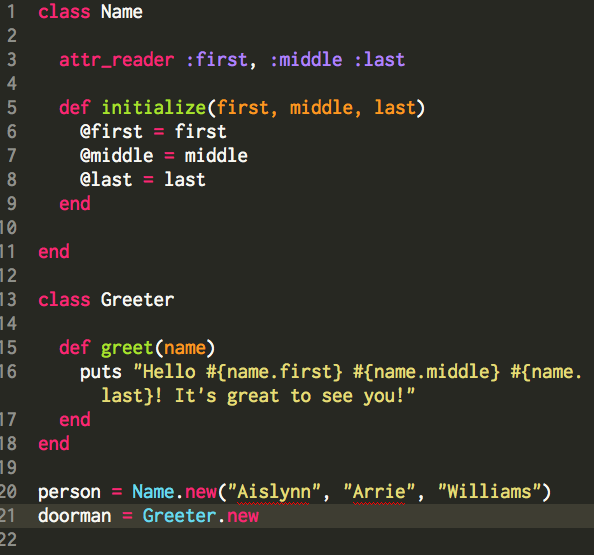 1 class Name
2
3 attr_reader :first, :middle :last
4
5 def initialize(first, middle, last)
6 @first = first
7 @middle = middle
8 @last = last
9 end
10
11 end
12
13 class Greeter
14
15 def greet(name)
16 puts "Hello #{name.first} #{name.middle} #{name.
last}! It's great to see you!"
17 end
18 end
19
20 person = Name.new("Aislynn", "Arrie", "Williams")
21 doorman = Greeter.new
22